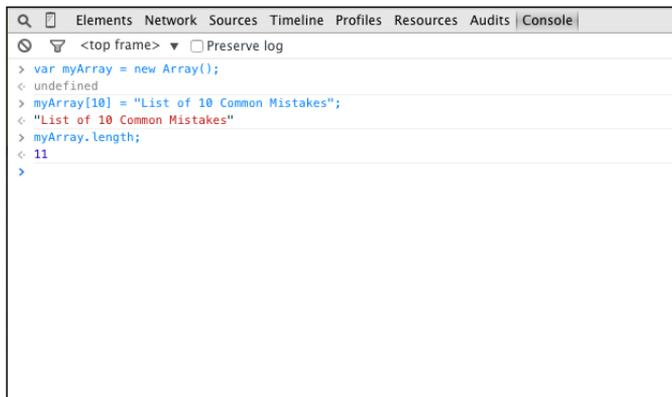 Elements Network Sources Timeline Profiles Resources Audits Console
<top frame> ▼ Preserve log
> var myArray = new Array();
undefined
> myArray[10] = "List of 10 Common Mistakes";
"List of 10 Common Mistakes"
> myArray.length;
11
>